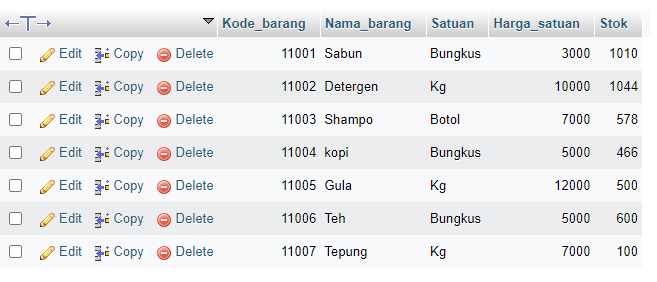 Kode_barang Nama_barang Satuan Harga_satuan Stok
Edit Copy Delete 11001 Sabun Bungkus 3000 1010
Edit Copy Delete 11002 Detergen Kg 10000 1044
Edit Copy Delete 11003 Shampo Botol 7000 578
Edit Copy Delete 11004 kopi Bungkus 5000 466
Edit Copy Delete 11005 Gula Kg 12000 500
Edit Copy Delete 11006 Teh Bungkus 5000 600
Edit Copy Delete 11007 Tepung Kg 7000 100